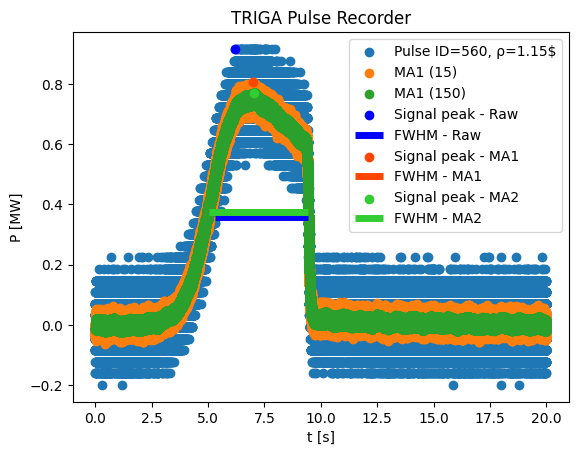 TRIGA Pulse Recorder
Pulse ID=560, ρ=1.15$
MA1 (15)
MA1 (150)
Signal peak - Raw
FWHM - Raw
Signal peak - MA1
FWHM - MA1
Signal peak - MA2
FWHM - MA2
P [MW]
0.8
0.6
0.4
0.2
0.0
−0.2
0.0 2.5 5.0 7.5 10.0 12.5 15.0 17.5 20.0
t [s]